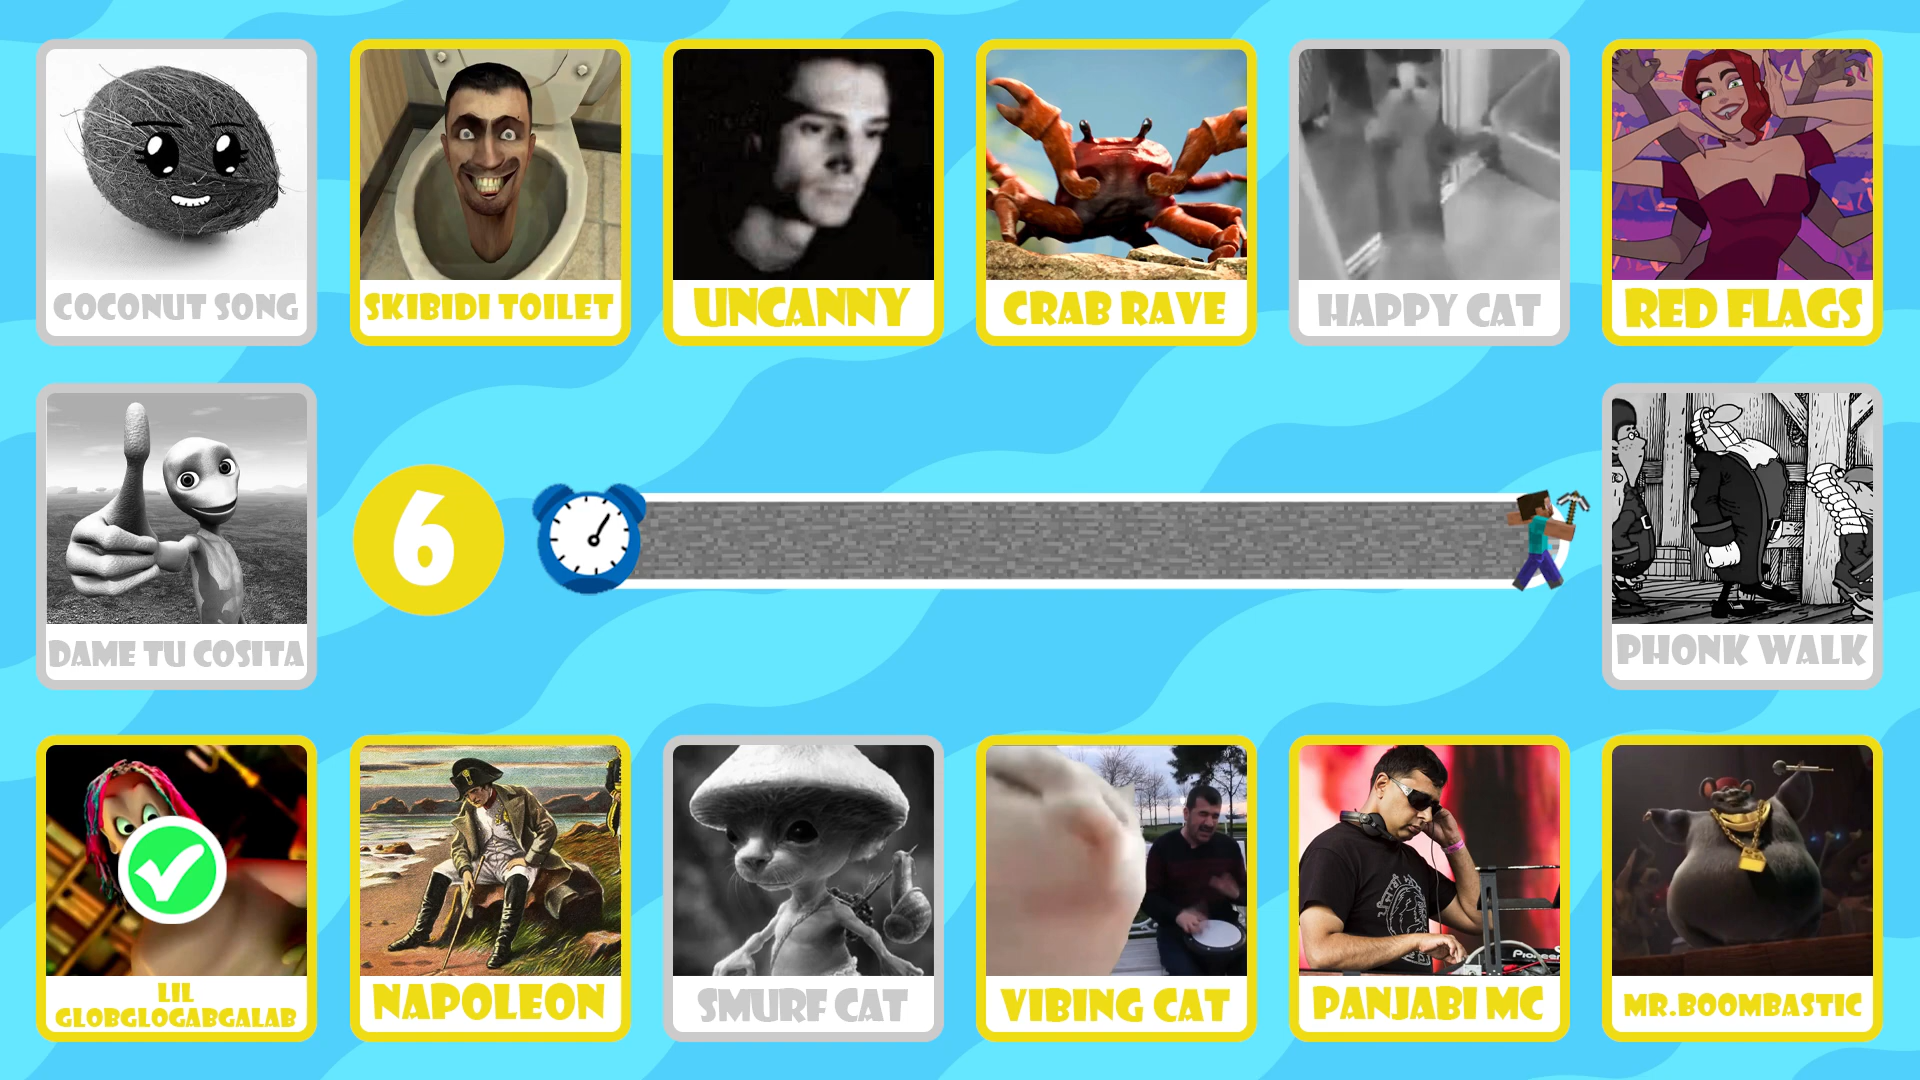 COCONUT SONG
SKIBIDI TOILET
UNCANNY
CRAB RAVE
HAPPY CAT
RED FLAGS
DAME TU COSITA
6
PHONK WALK
LIL
GLOBGLOGABGALAB
NAPOLEON
SMURF CAT
VIBING CAT
PANJABI MC
MR.BOOMBASTIC
Pioneer